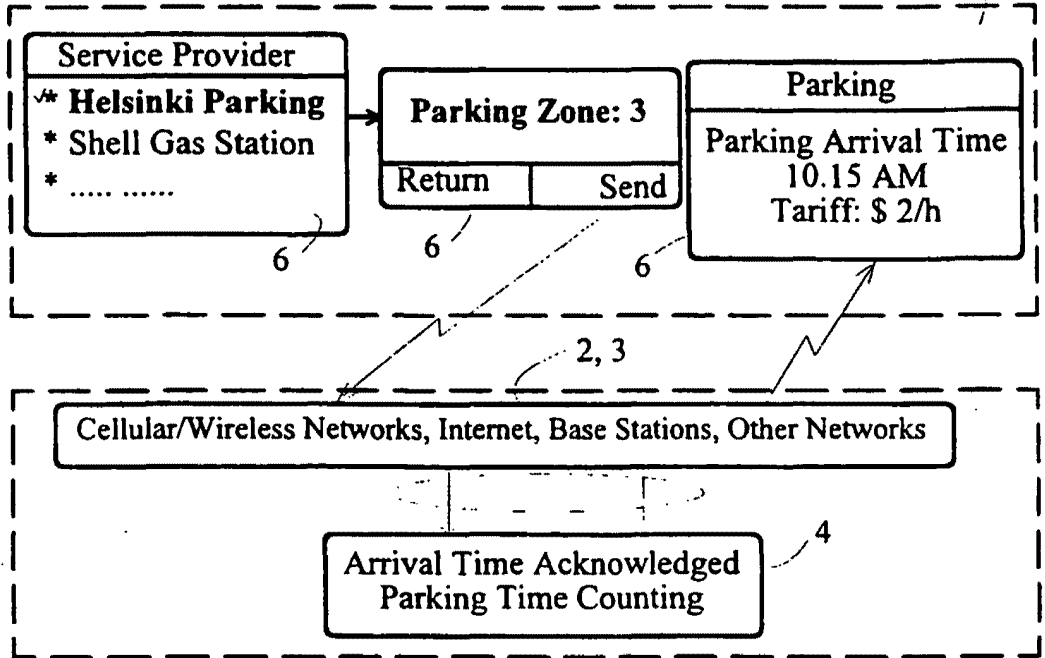 Service Provider
* Helsinki Parking
* Shell Gas Station
* ..... ......
6
Parking Zone: 3
Return
Send
6
Parking
Parking Arrival Time
10.15 AM
Tariff: $ 2/h
6
2, 3
Cellular/Wireless Networks, Internet, Base Stations, Other Networks
Arrival Time Acknowledged
Parking Time Counting
4